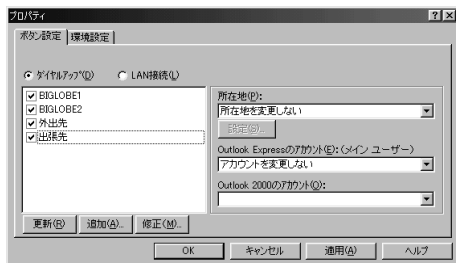 プロパティ
ボタン設定 環境設定
ダイヤルアップ(D) LAN接続(L)
BIGLOBE1
BIGLOBE2
外出先
出張先
所在地(P):
所在地を変更しない
設定(S)...
Outlook Expressのアカウント(E):(メイン ユーザー)
アカウントを変更しない
Outlook 2000のアカウント(O):
更新(R) 追加(A)... 修正(M)...
OK キャンセル 適用(A) ヘルプ